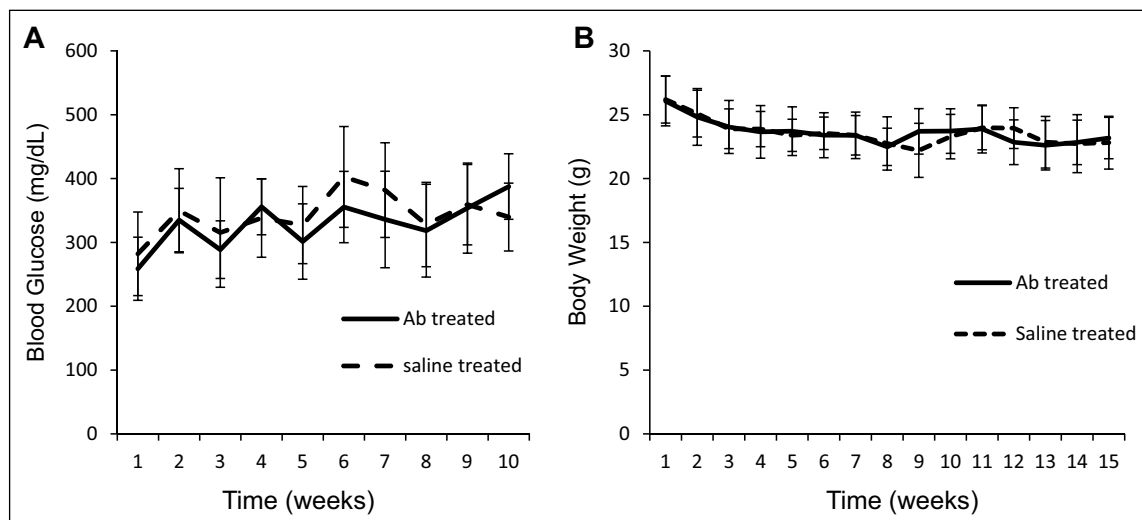 A
600
500
400
300
200
100
0
Blood Glucose (mg/dL)
Ab treated
saline treated
1 2 3 4 5 6 7 8 9 10
Time (weeks)
B
30
25
20
15
10
5
0
Body Weight (g)
Ab treated
Saline treated
1 2 3 4 5 6 7 8 9 10 11 12 13 14 15
Time (weeks)